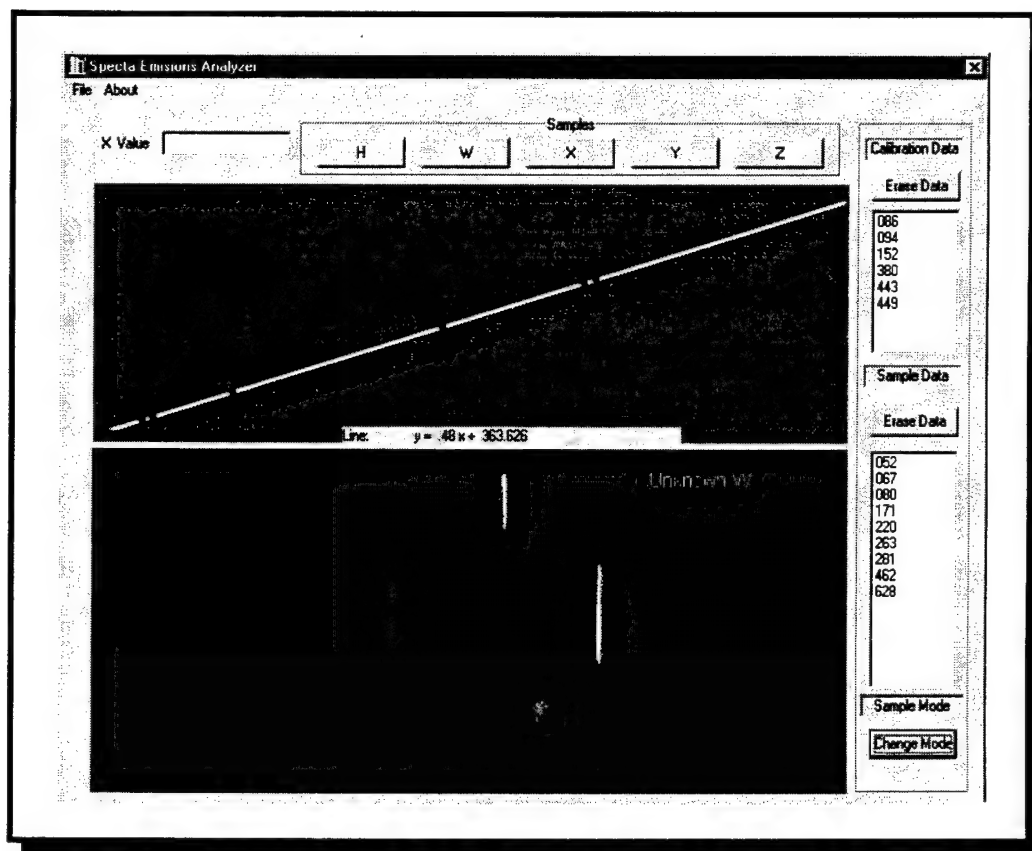 Specta Emisions Analyzer
File About
X Value
Samples
H W X Y Z
Calibration Data
Erase Data
086
094
152
380
443
449
Line: y = .48 x + 363.626
Sample Data
Erase Data
Unknown W
052
067
080
171
220
263
281
462
628
Sample Mode
Change Mode